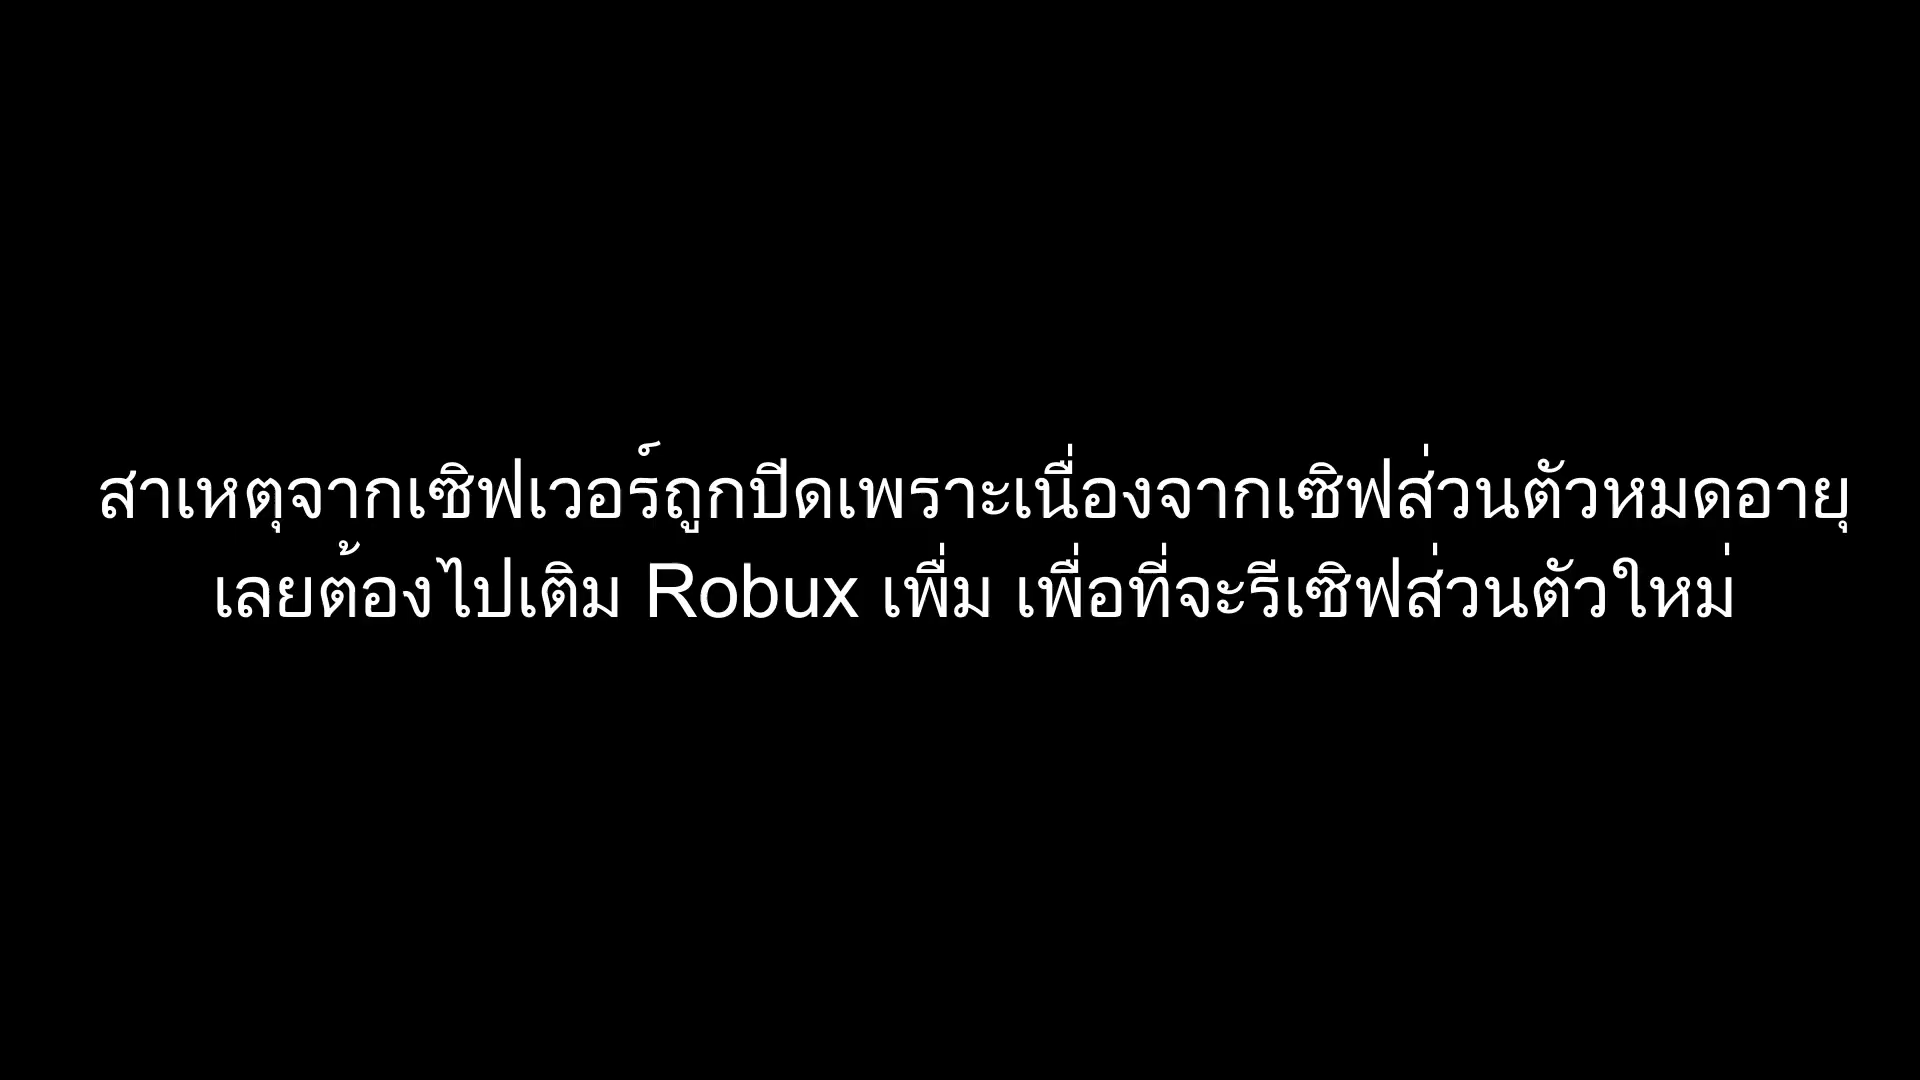 สาเหตุจากเซิฟเวอร์ถูกปิดเพราะเนื่องจากเซิฟส่วนตัวหมดอายุ
เลยต้องไปเติม Robux เพิ่ม เพื่อที่จะรีเซิฟส่วนตัวใหม่